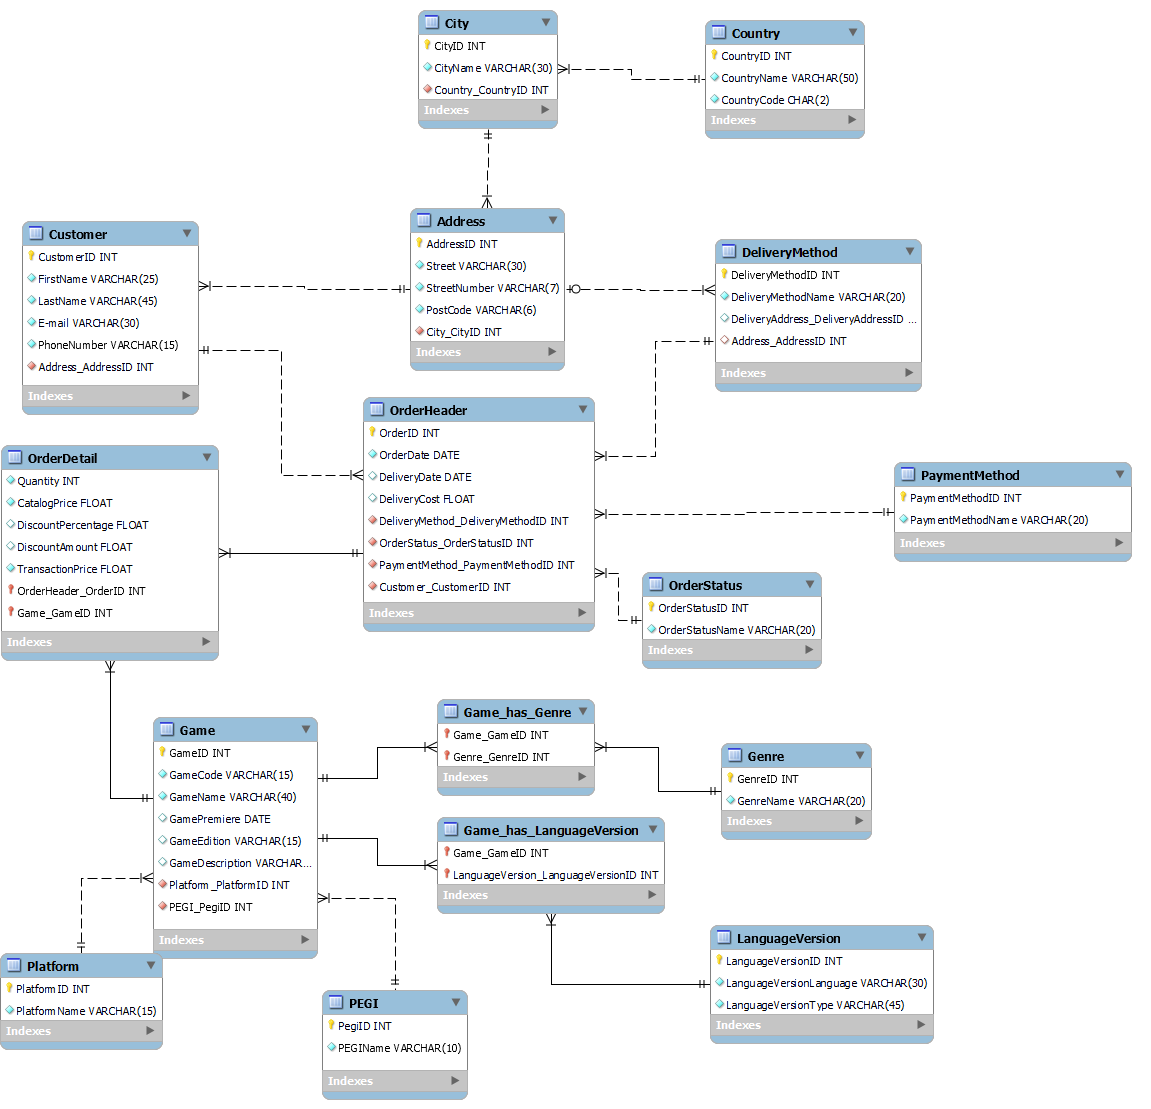 City
CityID INT
CityName VARCHAR(30)
Country_CountryID INT
Indexes
Country
CountryID INT
CountryName VARCHAR(50)
CountryCode CHAR(2)
Indexes
Customer
CustomerID INT
FirstName VARCHAR(25)
LastName VARCHAR(45)
E-mail VARCHAR(30)
PhoneNumber VARCHAR(15)
Address_AddressID INT
Indexes
Address
AddressID INT
Street VARCHAR(30)
StreetNumber VARCHAR(7)
PostCode VARCHAR(6)
City_CityID INT
Indexes
DeliveryMethod
DeliveryMethodID INT
DeliveryMethodName VARCHAR(20)
DeliveryAddress_DeliveryAddressID ...
Address_AddressID INT
Indexes
OrderHeader
OrderID INT
OrderDate DATE
DeliveryDate DATE
DeliveryCost FLOAT
DeliveryMethod_DeliveryMethodID INT
OrderStatus_OrderStatusID INT
PaymentMethod_PaymentMethodID INT
Customer_CustomerID INT
Indexes
OrderDetail
Quantity INT
CatalogPrice FLOAT
DiscountPercentage FLOAT
DiscountAmount FLOAT
TransactionPrice FLOAT
OrderHeader_OrderID INT
Game_GameID INT
Indexes
PaymentMethod
PaymentMethodID INT
PaymentMethodName VARCHAR(20)
Indexes
OrderStatus
OrderStatusID INT
OrderStatusName VARCHAR(20)
Indexes
Game
GameID INT
GameCode VARCHAR(15)
GameName VARCHAR(40)
GamePremiere DATE
GameEdition VARCHAR(15)
GameDescription VARCHAR...
Platform_PlatformID INT
PEGI_PegiID INT
Indexes
Game_has_Genre
Game_GameID INT
Genre_GenreID INT
Indexes
Genre
GenreID INT
GenreName VARCHAR(20)
Indexes
Game_has_LanguageVersion
Game_GameID INT
LanguageVersion_LanguageVersionID INT
Indexes
LanguageVersion
LanguageVersionID INT
LanguageVersionLanguage VARCHAR(30)
LanguageVersionType VARCHAR(45)
Indexes
Platform
PlatformID INT
PlatformName VARCHAR(15)
Indexes
PEGI
PegiID INT
PEGIName VARCHAR(10)
Indexes